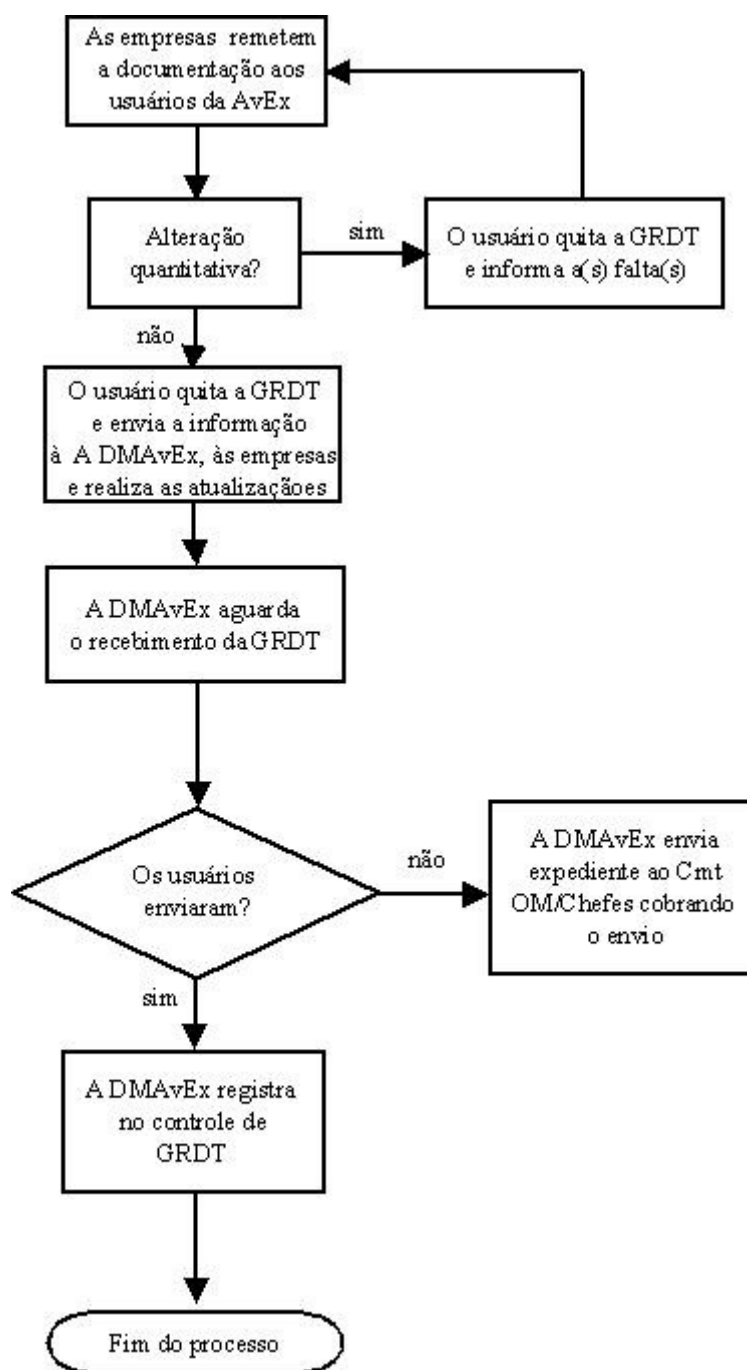 As empresas remetem
a documentação aos
usuários da AvEx
Alteração
quantitativa?
sim
O usuário quita a GRDT
e informa a(s) falta(s)
não
O usuário quita a GRDT
e envia a informação
à A DMAvEx, às empresas
e realiza as atualizaçãoes
A DMAvEx aguarda
o recebimento da GRDT
Os usuários
enviaram?
não
A DMAvEx envia
expediente ao Cmt
OM/Chefes cobrando
o envio
sim
A DMAvEx registra
no controle de
GRDT
Fim do processo